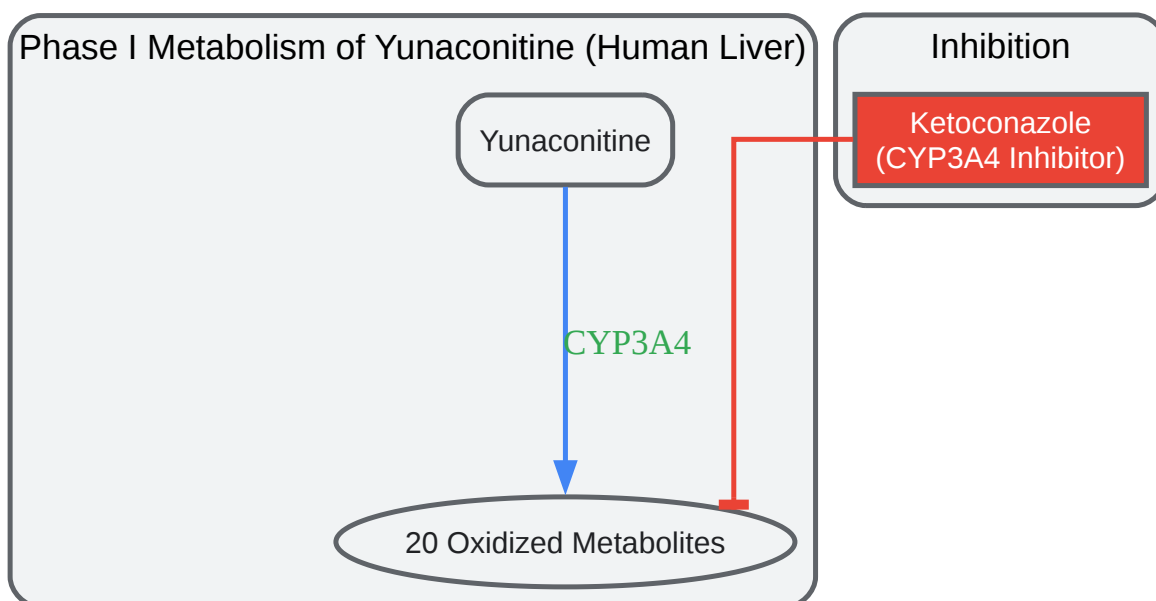 Phase I Metabolism of Yunaconitine (Human Liver)
Inhibition
Yunaconitine
Ketoconazole
(CYP3A4 Inhibitor)
CYP3A4
20 Oxidized Metabolites